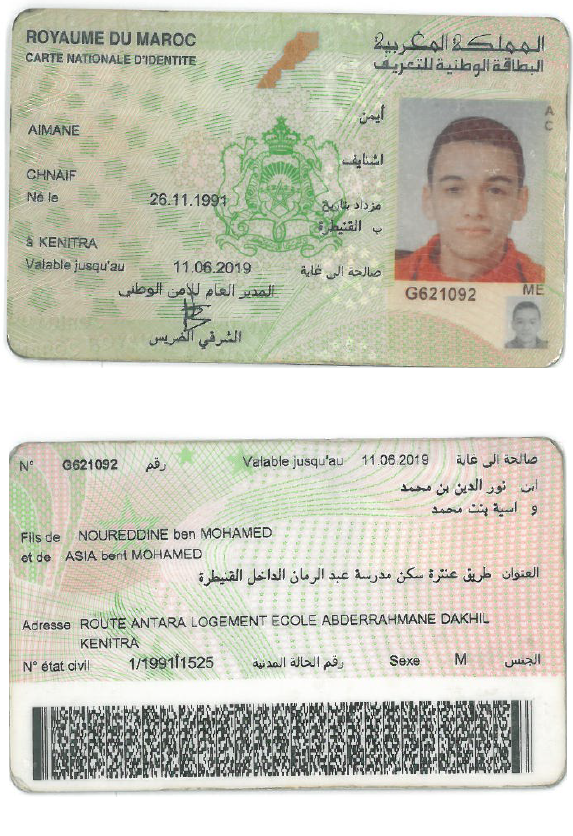 ROYAUME DU MAROC
المملكة المغربية
CARTE NATIONALE D'IDENTITE
البطاقة الوطنية للتعريف
أيمن
AIMANE
اشنايف
CHNAIF
Né le 26.11.1991 مزداد بتاريخ
ب القنيطرة
à KENITRA
Valable jusqu'au 11.06.2019 صالحة الى غاية
المدير العام للأمن الوطني
الشرقي الضريس
A
C
G621092 ME
N° G621092 رقم Valable jusqu'au 11.06.2019 صالحة الى غاية
ابن نور الدين بن محمد
و اسية بنت محمد
Fils de NOUREDDINE ben MOHAMED
et de ASIA bent MOHAMED
العنوان طريق عنترة سكن مدرسة عبد الرمان الداخل القنيطرة
Adresse ROUTE ANTARA LOGEMENT ECOLE ABDERRAHMANE DAKHIL
KENITRA
N° état civil 1/1991أ1525 رقم الحالة المدنية Sexe M الجنس